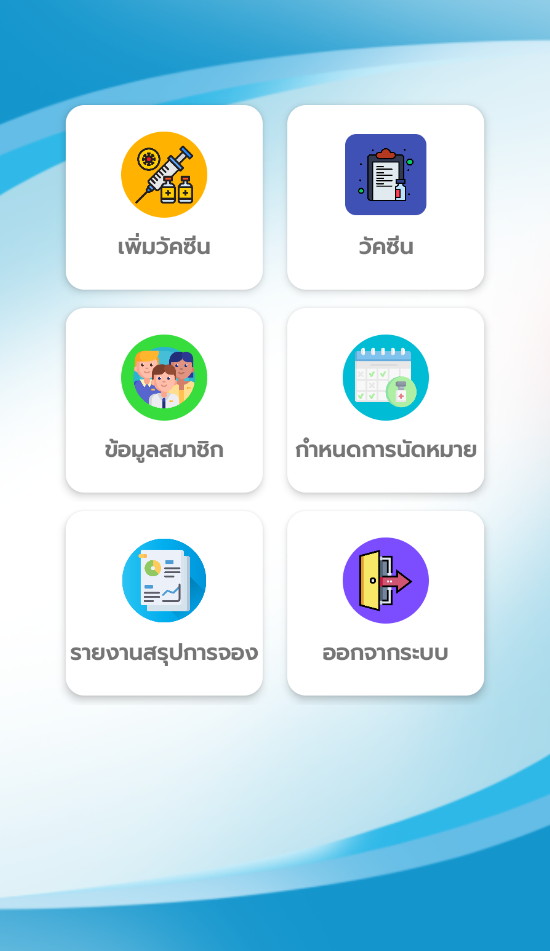 เพิ่มวัคซีน
วัคซีน
ข้อมูลสมาชิก
กำหนดการนัดหมาย
รายงานสรุปการจอง
ออกจากระบบ